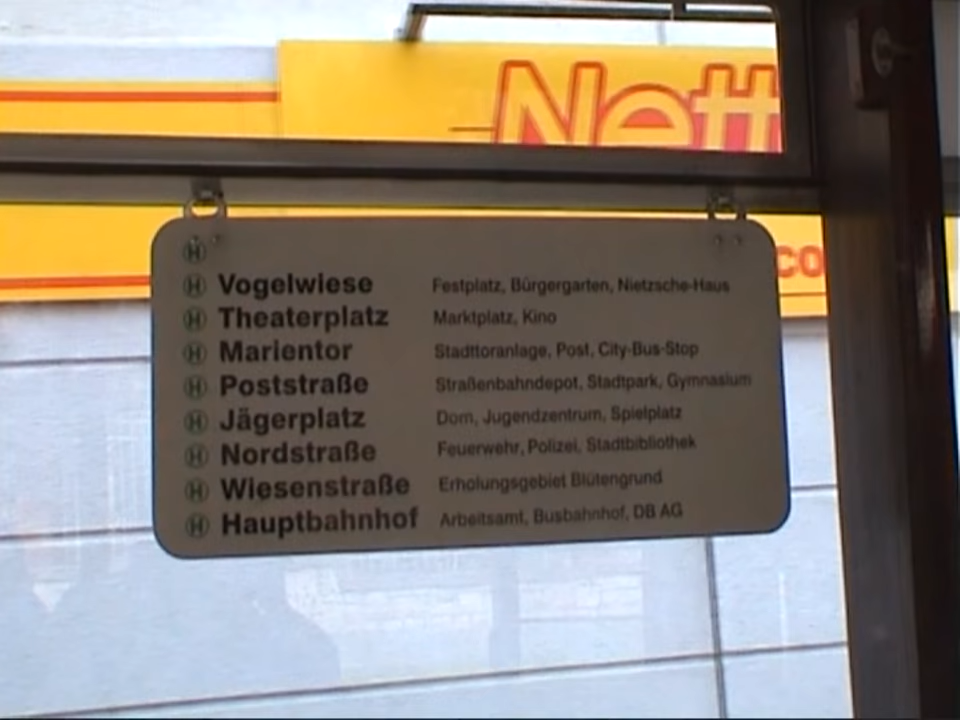 Nett
co
H
H Vogelwiese Festplatz, Bürgergarten, Nietzsche-Haus
H Theaterplatz Marktplatz, Kino
H Marientor Stadttoranlage, Post, City-Bus-Stop
H Poststraße Straßenbahndepot, Stadtpark, Gymnasium
H Jägerplatz Dom, Jugendzentrum, Spielplatz
H Nordstraße Feuerwehr, Polizei, Stadtbibliothek
H Wiesenstraße Erholungsgebiet Blütengrund
H Hauptbahnhof Arbeitsamt, Busbahnhof, DB AG